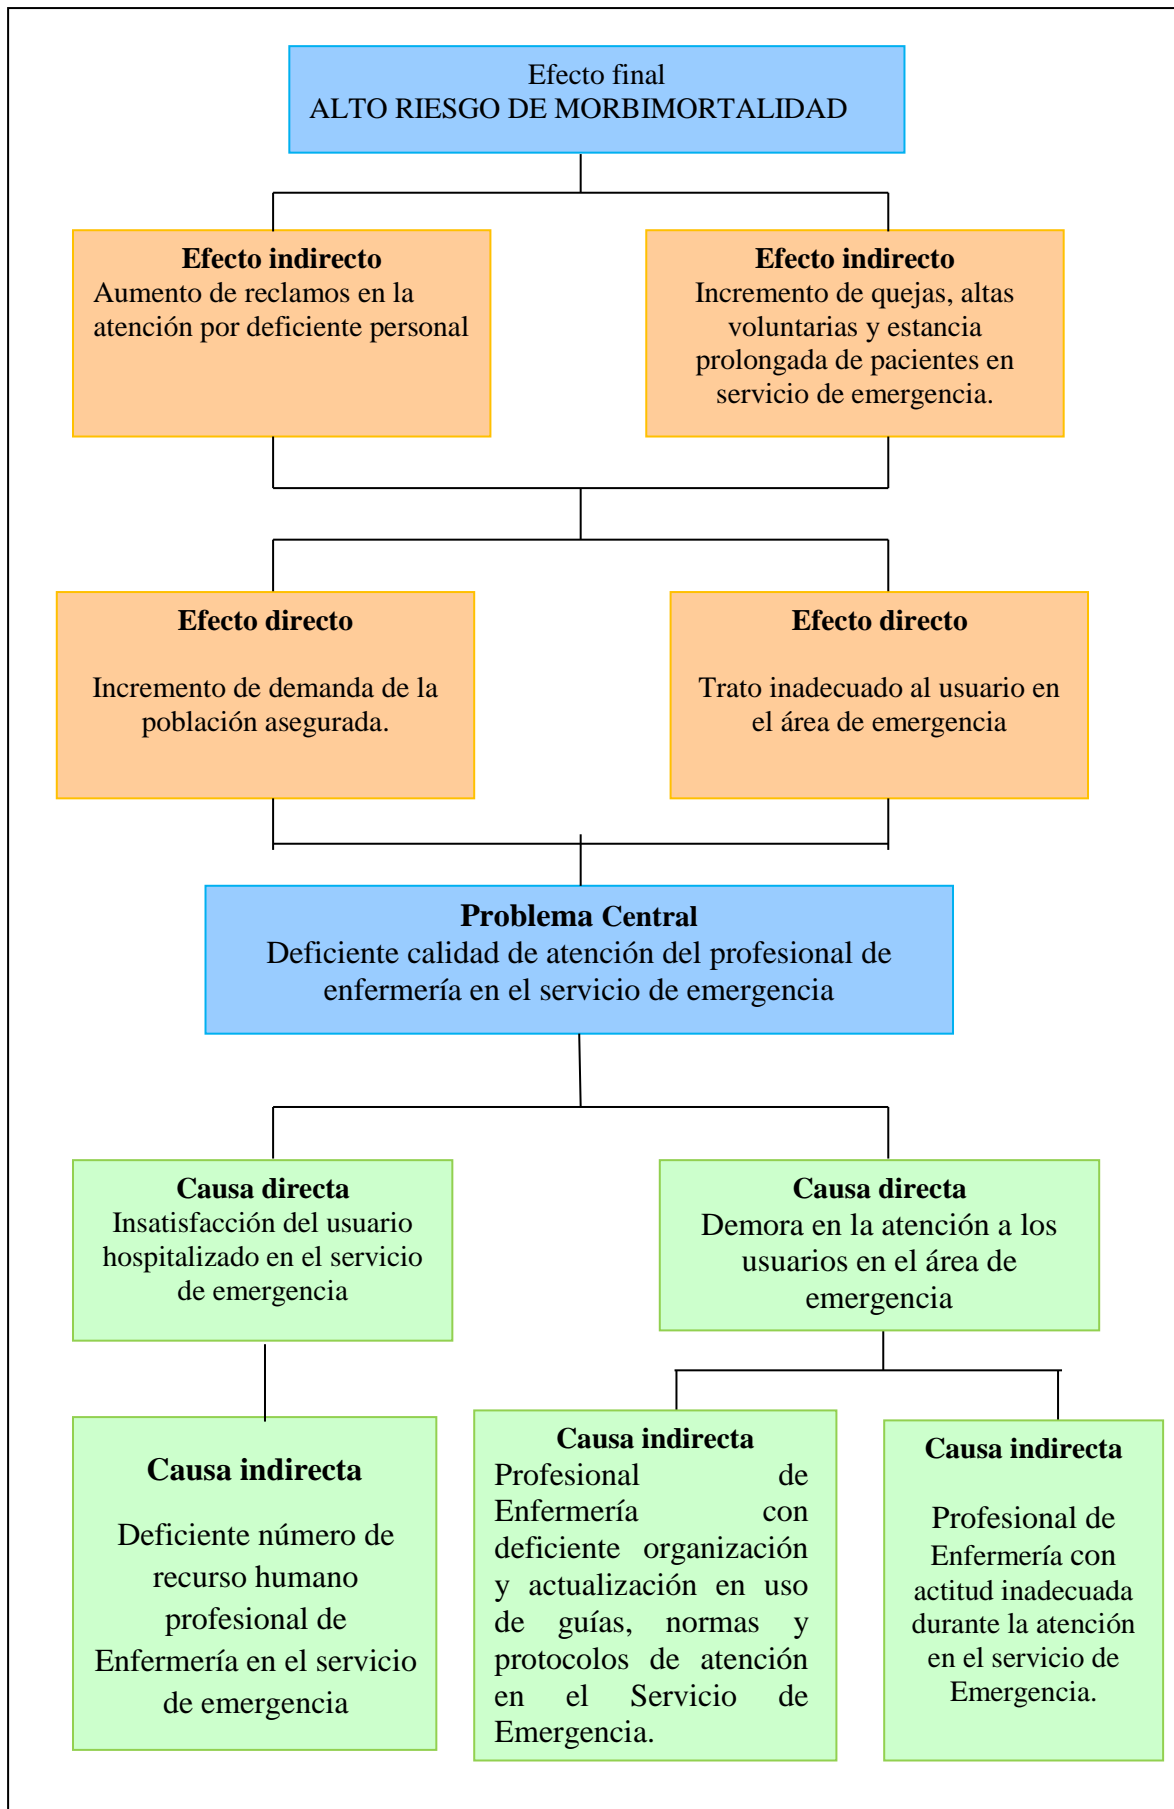 Efecto final
ALTO RIESGO DE MORBIMORTALIDAD
Efecto indirecto
Aumento de reclamos en la
atención por deficiente personal
Efecto indirecto
Incremento de quejas, altas
voluntarias y estancia
prolongada de pacientes en
servicio de emergencia.
Efecto directo
Incremento de demanda de la
población asegurada.
Efecto directo
Trato inadecuado al usuario en
el área de emergencia
Problema Central
Deficiente calidad de atención del profesional de
enfermería en el servicio de emergencia
Causa directa
Insatisfacción del usuario
hospitalizado en el servicio
de emergencia
Causa directa
Demora en la atención a los
usuarios en el área de
emergencia
Causa indirecta
Deficiente número de
recurso humano
profesional de
Enfermería en el servicio
de emergencia
Causa indirecta
Profesional de
Enfermería con
deficiente organización
y actualización en uso
de guías, normas y
protocolos de atención
en el Servicio de
Emergencia.
Causa indirecta
Profesional de
Enfermería con
actitud inadecuada
durante la atención
en el servicio de
Emergencia.